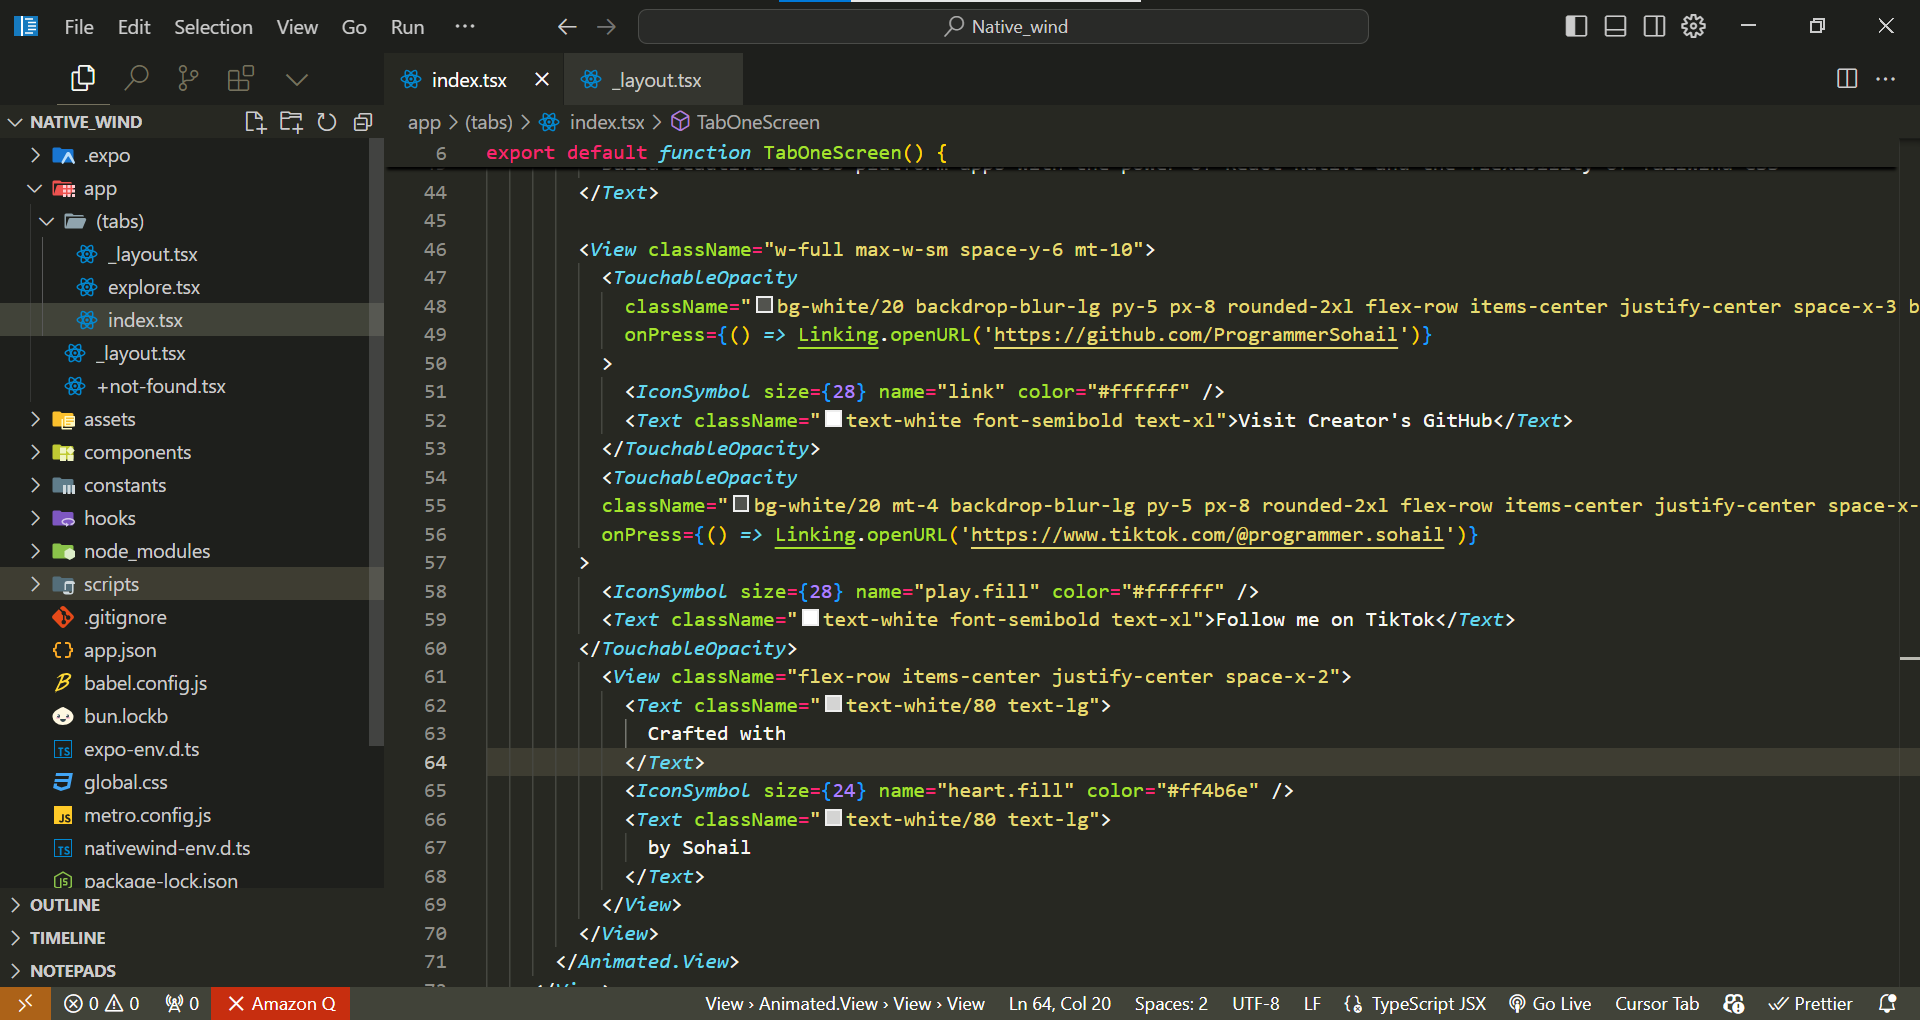 File Edit Selection View Go Run ··· Native_wind
index.tsx _layout.tsx
NATIVE_WIND
.expo
app
(tabs)
_layout.tsx
explore.tsx
index.tsx
_layout.tsx
+not-found.tsx
assets
components
constants
hooks
node_modules
scripts
.gitignore
app.json
babel.config.js
bun.lockb
TS expo-env.d.ts
global.css
JS metro.config.js
TS nativewind-env.d.ts
package-lock.json
OUTLINE
TIMELINE
NOTEPADS
app > (tabs) > index.tsx > TabOneScreen
6 export default function TabOneScreen() {
44 </Text>
45
46 <View className="w-full max-w-sm space-y-6 mt-10">
47 <TouchableOpacity
48 className="bg-white/20 backdrop-blur-lg py-5 px-8 rounded-2xl flex-row items-center justify-center space-x-3 b
49 onPress={() => Linking.openURL('https://github.com/ProgrammerSohail')}
50 >
51 <IconSymbol size={28} name="link" color="#ffffff" />
52 <Text className="text-white font-semibold text-xl">Visit Creator's GitHub</Text>
53 </TouchableOpacity>
54 <TouchableOpacity
55 className="bg-white/20 mt-4 backdrop-blur-lg py-5 px-8 rounded-2xl flex-row items-center justify-center space-x-
56 onPress={() => Linking.openURL('https://www.tiktok.com/@programmer.sohail')}
57 >
58 <IconSymbol size={28} name="play.fill" color="#ffffff" />
59 <Text className="text-white font-semibold text-xl">Follow me on TikTok</Text>
60 </TouchableOpacity>
61 <View className="flex-row items-center justify-center space-x-2">
62 <Text className="text-white/80 text-lg">
63 Crafted with
64 </Text>
65 <IconSymbol size={24} name="heart.fill" color="#ff4b6e" />
66 <Text className="text-white/80 text-lg">
67 by Sohail
68 </Text>
69 </View>
70 </View>
71 </Animated.View>
0 0 0 Amazon Q View › Animated.View › View › View Ln 64, Col 20 Spaces: 2 UTF-8 LF {} TypeScript JSX Go Live Cursor Tab Prettier